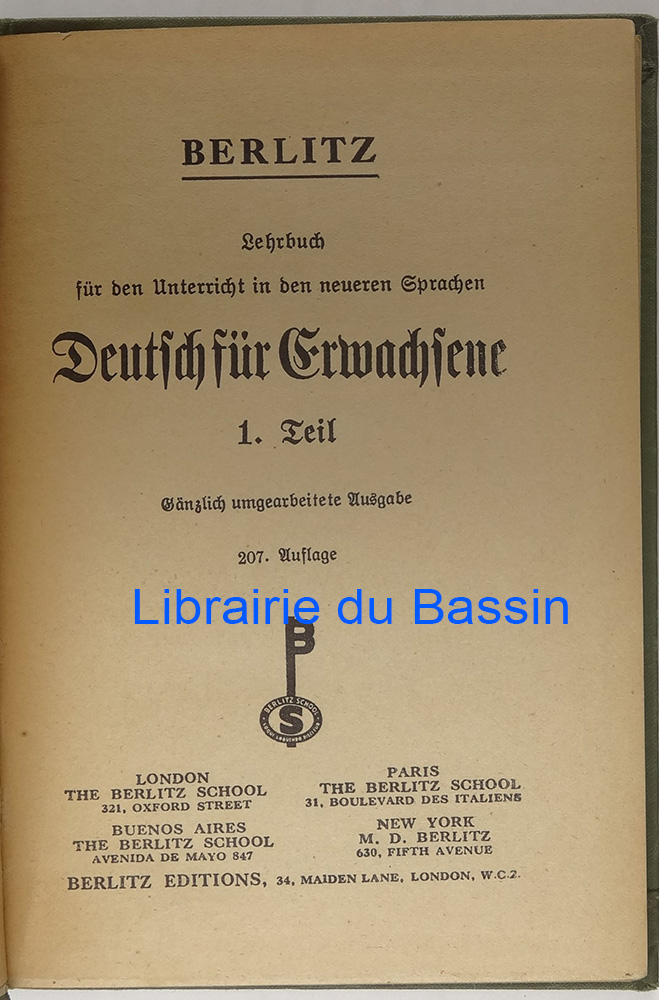 BERLITZ
Lehrbuch
für den Unterricht in den neueren Sprachen
Deutsch für Erwachsene
1. Teil
Gänzlich umgearbeitete Ausgabe
207. Auflage
Librairie du Bassin
B
BERLITZ SCHOOL
S
LONDON
THE BERLITZ SCHOOL
321, OXFORD STREET
PARIS
THE BERLITZ SCHOOL
31, BOULEVARD DES ITALIENS
BUENOS AIRES
THE BERLITZ SCHOOL
AVENIDA DE MAYO 847
NEW YORK
M. D. BERLITZ
630, FIFTH AVENUE
BERLITZ EDITIONS, 34, MAIDEN LANE, LONDON, W.C.2.